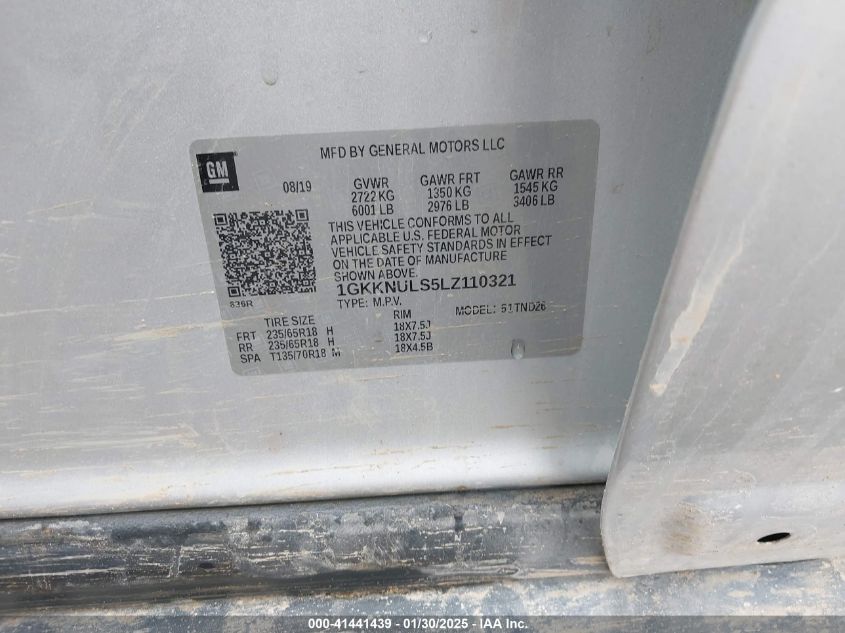 MFD BY GENERAL MOTORS LLC
GM
08/19 GVWR GAWR FRT GAWR RR
2722 KG 1350 KG 1545 KG
6001 LB 2976 LB 3406 LB
THIS VEHICLE CONFORMS TO ALL
APPLICABLE U.S. FEDERAL MOTOR
VEHICLE SAFETY STANDARDS IN EFFECT
ON THE DATE OF MANUFACTURE
SHOWN ABOVE.
1GKKNULS5LZ110321
836R
TYPE: M.P.V. MODEL: 51TND26
TIRE SIZE RIM
FRT 235/65R18 H 18X7.5J
RR 235/65R18 H 18X7.5J
SPA T135/70R18 M 18X4.5B
000-41441439 - 01/30/2025 - IAA Inc.